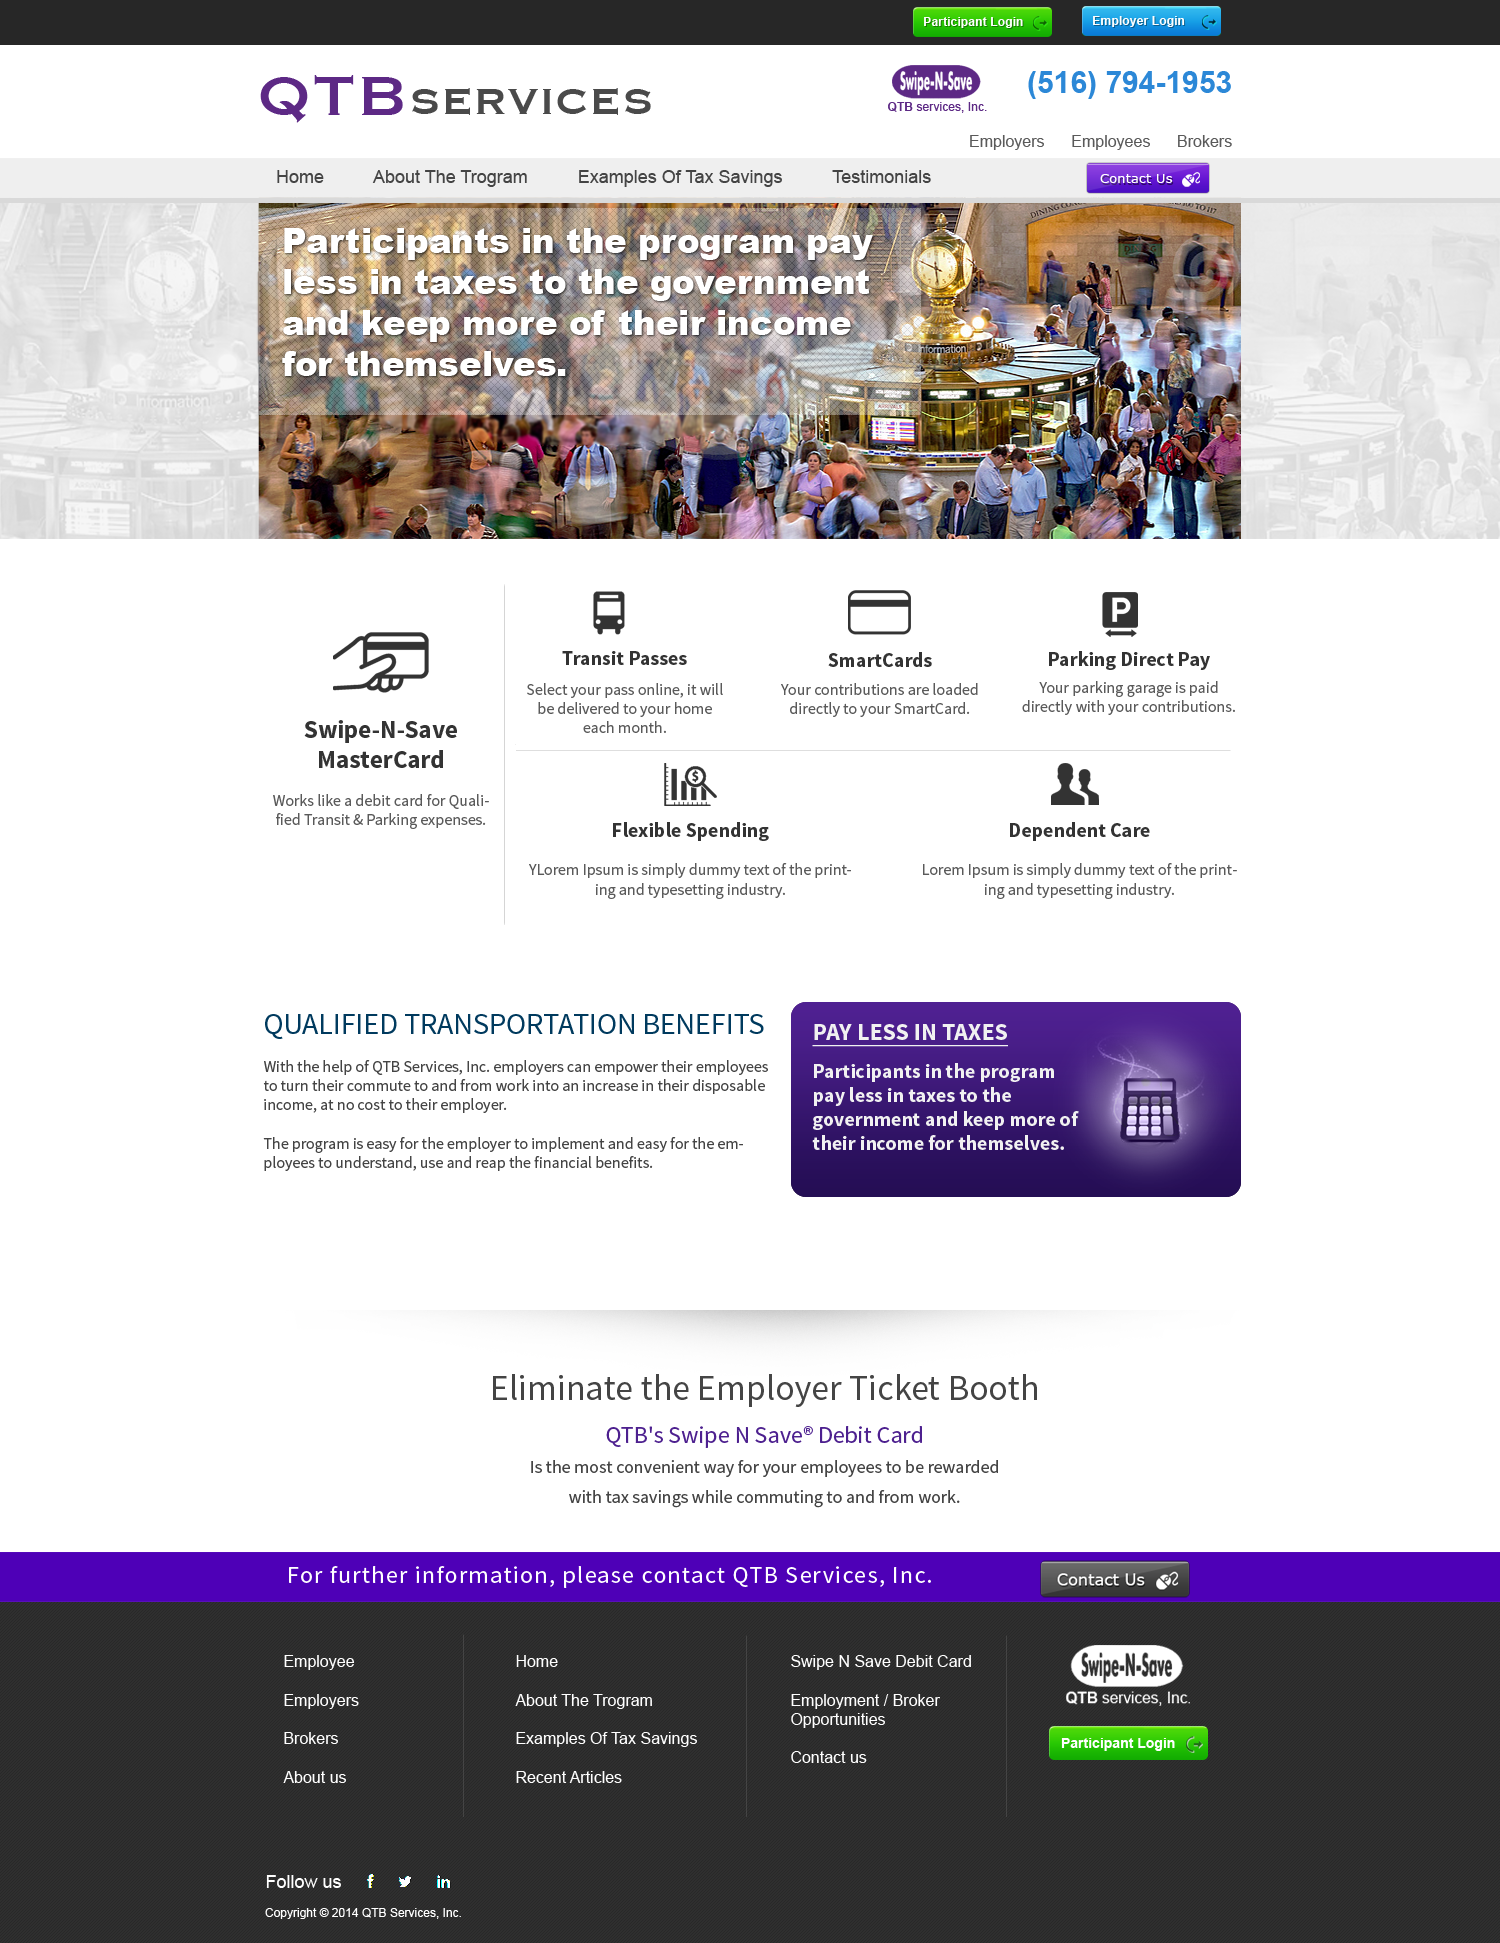 Participant Login
Employer Login
QTB SERVICES
Swipe-N-Save
QTB services, Inc.
(516) 794-1953
Employers Employees Brokers
Home About The Trogram Examples Of Tax Savings Testimonials
Contact Us
Participants in the program pay
less in taxes to the government
and keep more of their income
for themselves.
Information
Swipe-N-Save
MasterCard
Works like a debit card for Quali-
fied Transit & Parking expenses.
Transit Passes
Select your pass online, it will
be delivered to your home
each month.
SmartCards
Your contributions are loaded
directly to your SmartCard.
P
Parking Direct Pay
Your parking garage is paid
directly with your contributions.
$
Flexible Spending
YLorem Ipsum is simply dummy text of the print-
ing and typesetting industry.
Dependent Care
Lorem Ipsum is simply dummy text of the print-
ing and typesetting industry.
QUALIFIED TRANSPORTATION BENEFITS
With the help of QTB Services, Inc. employers can empower their employees
to turn their commute to and from work into an increase in their disposable
income, at no cost to their employer.
The program is easy for the employer to implement and easy for the em-
ployees to understand, use and reap the financial benefits.
PAY LESS IN TAXES
Participants in the program
pay less in taxes to the
government and keep more of
their income for themselves.
Eliminate the Employer Ticket Booth
QTB's Swipe N Save® Debit Card
Is the most convenient way for your employees to be rewarded
with tax savings while commuting to and from work.
For further information, please contact QTB Services, Inc.
Contact Us
Employee
Employers
Brokers
About us
Home
About The Trogram
Examples Of Tax Savings
Recent Articles
Swipe N Save Debit Card
Employment / Broker
Opportunities
Contact us
Swipe-N-Save
QTB services, Inc.
Participant Login
Follow us f in
Copyright © 2014 QTB Services, Inc.